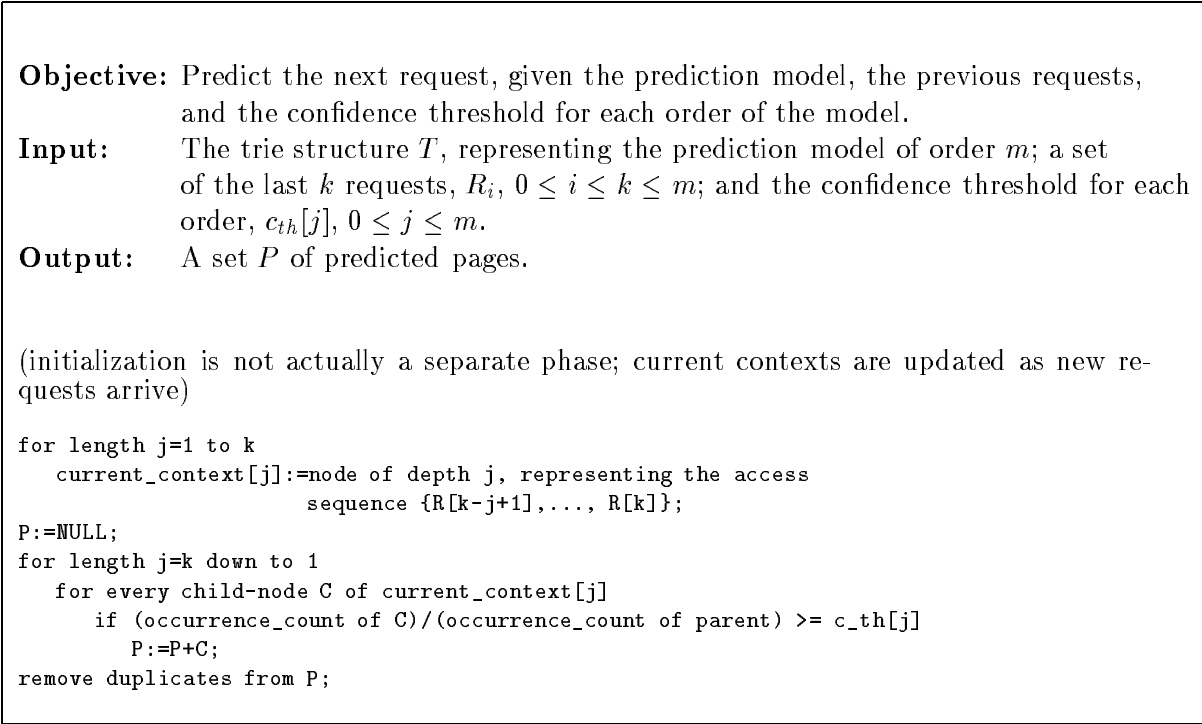 Objective: Predict the next request, given the prediction model, the previous requests,
and the confidence threshold for each order of the model.
Input: The trie structure T, representing the prediction model of order m; a set
of the last k requests, R_i, 0 ≤ i ≤ k ≤ m; and the confidence threshold for each
order, c_{th}[j], 0 ≤ j ≤ m.
Output: A set P of predicted pages.
(initialization is not actually a separate phase; current contexts are updated as new re-
quests arrive)
for length j=1 to k
current_context[j]:=node of depth j, representing the access
sequence {R[k-j+1],..., R[k]};
P:=NULL;
for length j=k down to 1
for every child-node C of current_context[j]
if (occurrence_count of C)/(occurrence_count of parent) >= c_th[j]
P:=P+C;
remove duplicates from P;